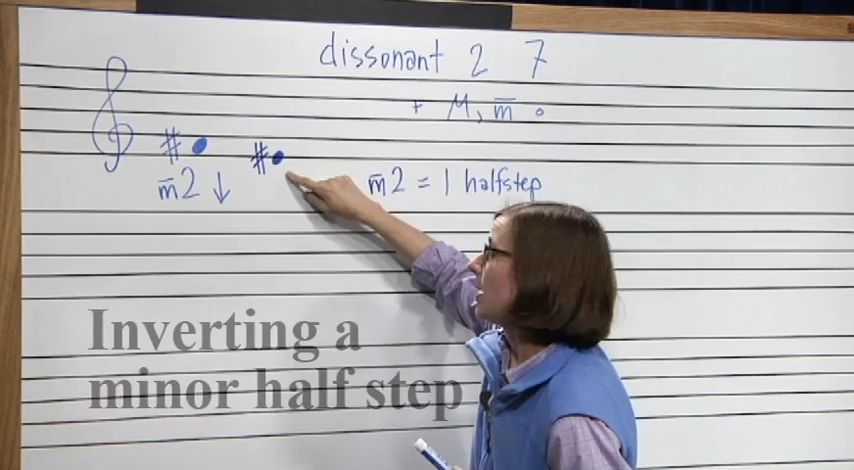 dissonant 2 7
+ M, m̅ o
# #
m̅2 ↓ m̅2 = 1 halfstep
Inverting a
minor half step